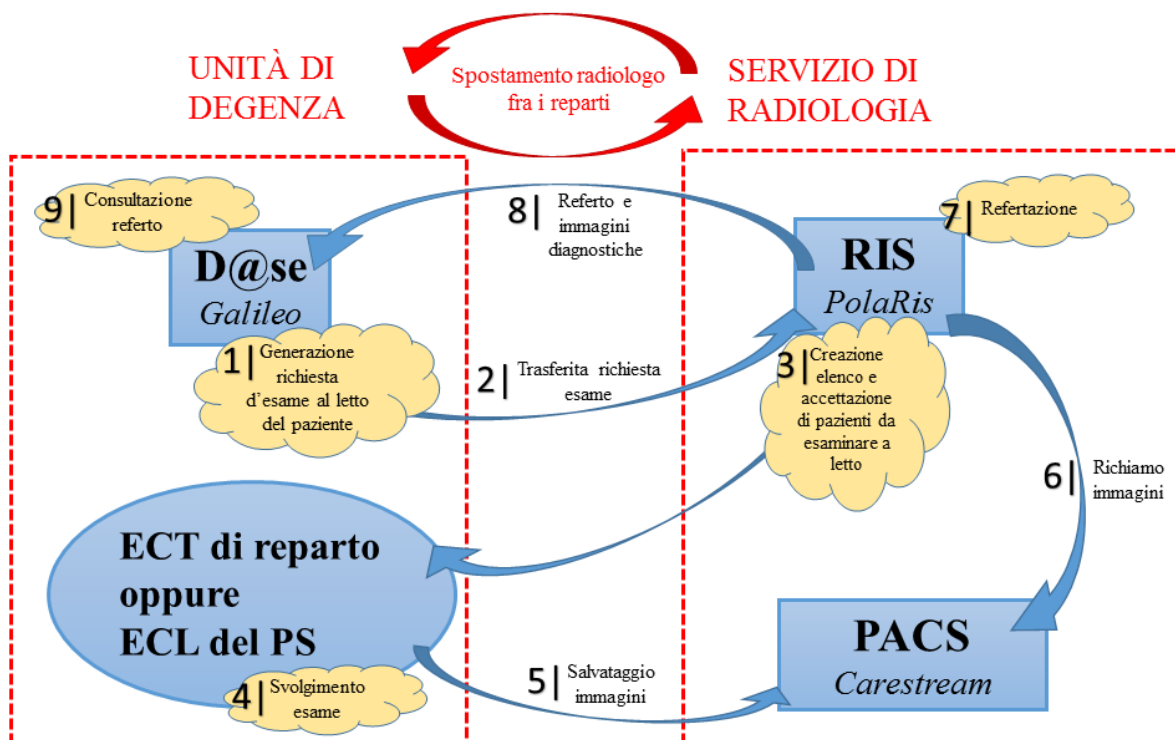 UNITÀ DI
DEGENZA
Spostamento radiologo
fra i reparti
SERVIZIO DI
RADIOLOGIA
9| Consultazione
referto
D@se
Galileo
1| Generazione
richiesta
d'esame al letto
del paziente
8| Referto e
immagini
diagnostiche
2| Trasferita richiesta
esame
7| Refertazione
RIS
PolaRis
3| Creazione
elenco e
accettazione
di pazienti da
esaminare a
letto
6| Richiamo
immagini
ECT di reparto
oppure
ECL del PS
4| Svolgimento
esame
5| Salvataggio
immagini
PACS
Carestream